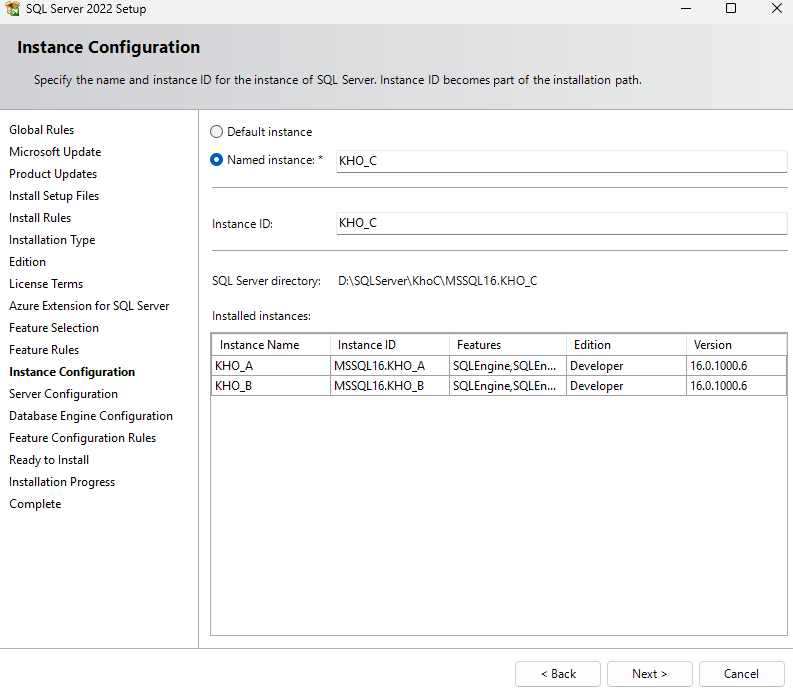 SQL Server 2022 Setup
Instance Configuration
Specify the name and instance ID for the instance of SQL Server. Instance ID becomes part of the installation path.
Global Rules
Microsoft Update
Product Updates
Install Setup Files
Install Rules
Installation Type
Edition
License Terms
Azure Extension for SQL Server
Feature Selection
Feature Rules
Instance Configuration
Server Configuration
Database Engine Configuration
Feature Configuration Rules
Ready to Install
Installation Progress
Complete
Default instance
Named instance: * KHO_C
Instance ID: KHO_C
SQL Server directory: D:\SQLServer\KhoC\MSSQL16.KHO_C
Installed instances:
Instance Name Instance ID Features Edition Version
KHO_A MSSQL16.KHO_A SQLEngine,SQLEn... Developer 16.0.1000.6
KHO_B MSSQL16.KHO_B SQLEngine,SQLEn... Developer 16.0.1000.6
< Back Next > Cancel